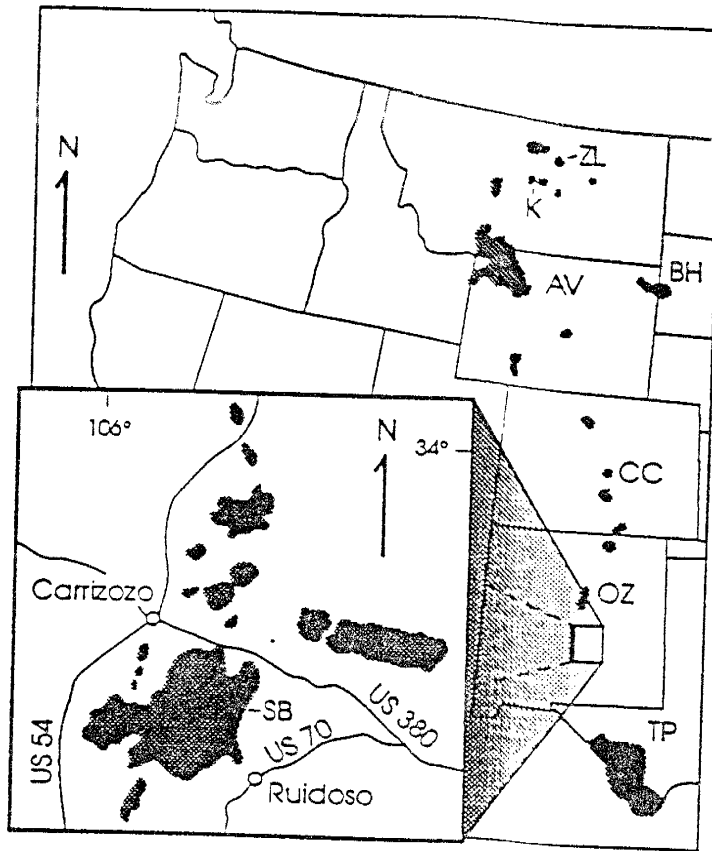 N
ZL
K
AV
BH
106°
N
34°
CC
Carrizozo
OZ
SB
US 54
US 70
US 380
TP
Ruidoso